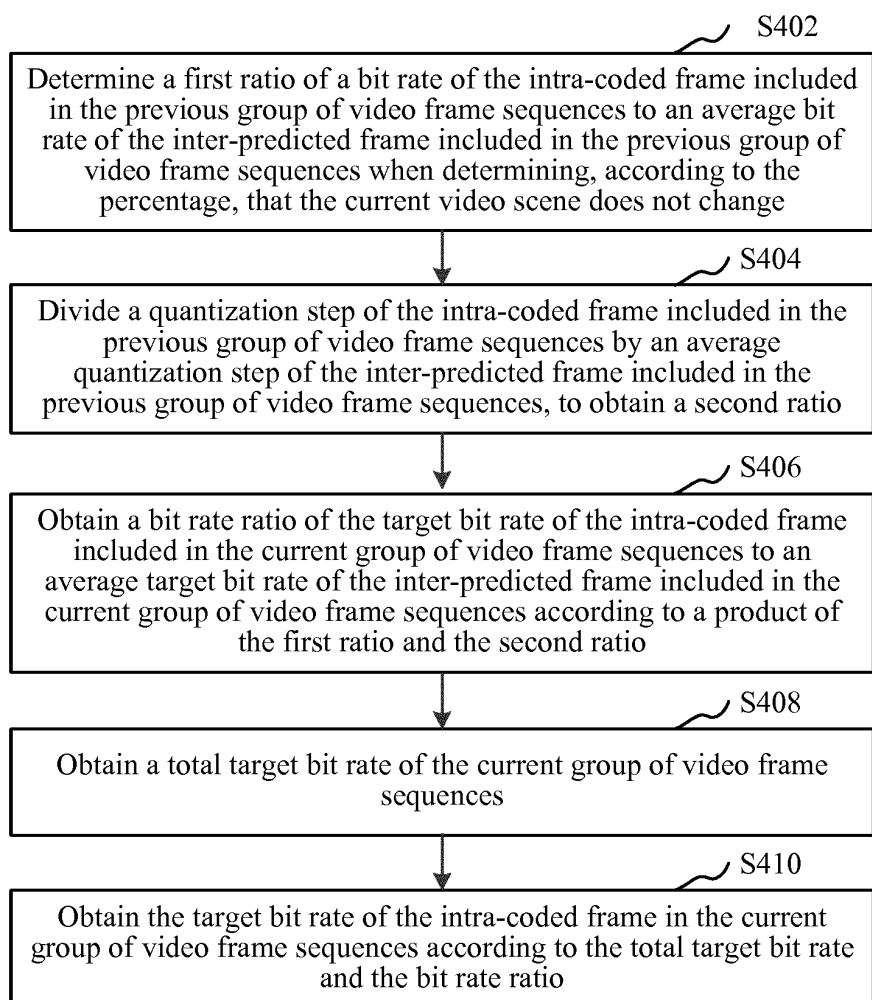 S402
Determine a first ratio of a bit rate of the intra-coded frame included
in the previous group of video frame sequences to an average bit
rate of the inter-predicted frame included in the previous group of
video frame sequences when determining, according to the
percentage, that the current video scene does not change
S404
Divide a quantization step of the intra-coded frame included in the
previous group of video frame sequences by an average
quantization step of the inter-predicted frame included in the
previous group of video frame sequences, to obtain a second ratio
S406
Obtain a bit rate ratio of the target bit rate of the intra-coded frame
included in the current group of video frame sequences to an
average target bit rate of the inter-predicted frame included in the
current group of video frame sequences according to a product of
the first ratio and the second ratio
S408
Obtain a total target bit rate of the current group of video frame
sequences
S410
Obtain the target bit rate of the intra-coded frame in the current
group of video frame sequences according to the total target bit rate
and the bit rate ratio